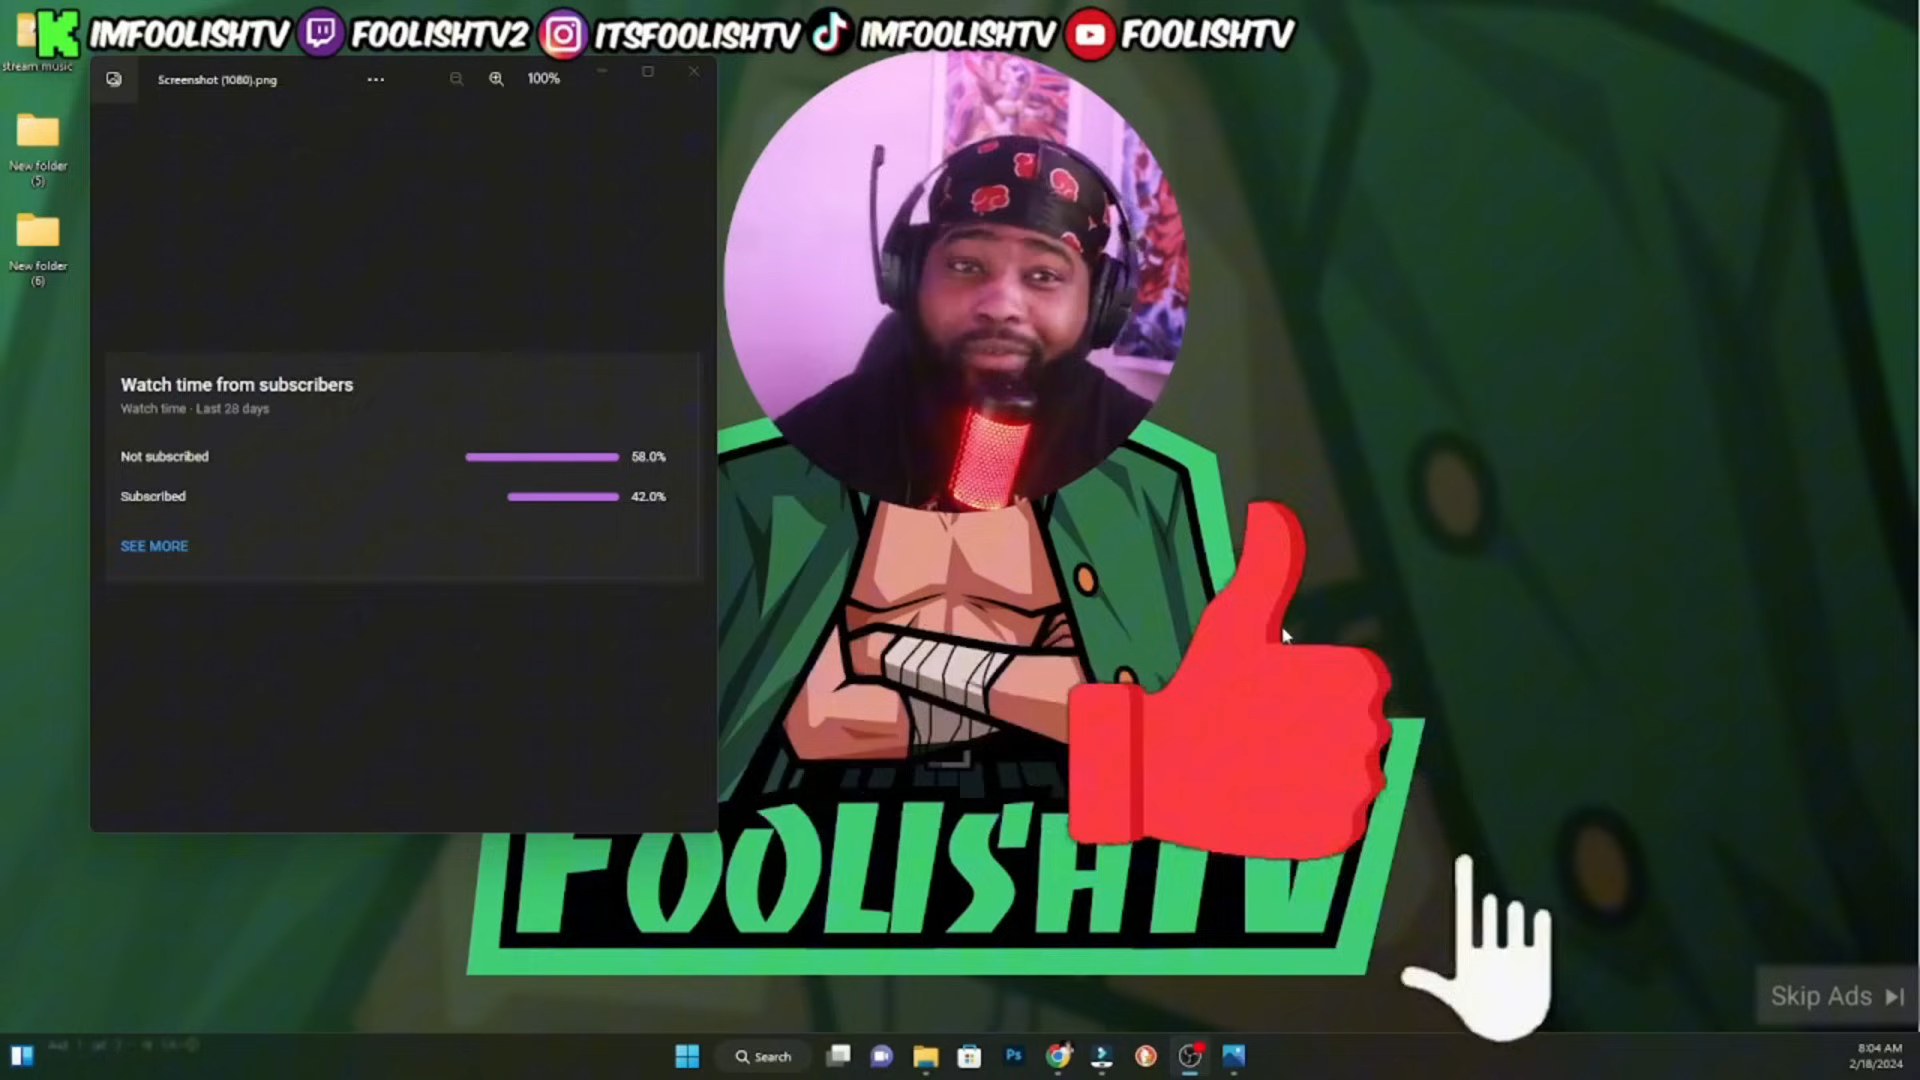 IMFOOLISHTV FOOLISHTV2 ITSFOOLISHTV IMFOOLISHTV FOOLISHTV
stream music
Screenshot (1080).png
100%
New folder
(5)
New folder
(6)
Watch time from subscribers
Watch time · Last 28 days
Not subscribed 58.0%
Subscribed 42.0%
SEE MORE
FOOLISHTV
Skip Ads
Search
Ps
8:04 AM
2/18/2024